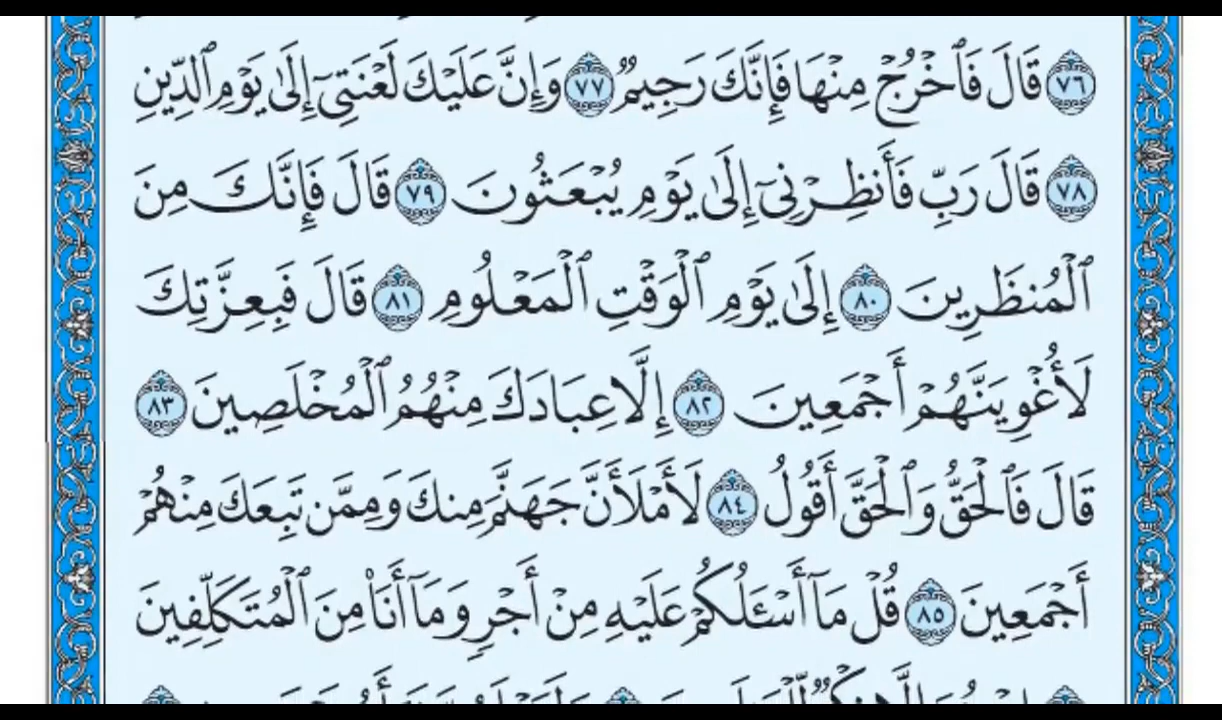 ٧٦ قَالَ فَٱخْرُجْ مِنْهَا فَإِنَّكَ رَجِيمٌ ٧٧ وَإِنَّ عَلَيْكَ لَعْنَتِىٓ إِلَىٰ يَوْمِ ٱلدِّينِ
٧٨ قَالَ رَبِّ فَأَنظِرْنِىٓ إِلَىٰ يَوْمِ يُبْعَثُونَ ٧٩ قَالَ فَإِنَّكَ مِنَ
ٱلْمُنظَرِينَ ٨٠ إِلَىٰ يَوْمِ ٱلْوَقْتِ ٱلْمَعْلُومِ ٨١ قَالَ فَبِعِزَّتِكَ
لَأُغْوِيَنَّهُمْ أَجْمَعِينَ ٨٢ إِلَّا عِبَادَكَ مِنْهُمُ ٱلْمُخْلَصِينَ ٨٣
قَالَ فَٱلْحَقُّ وَٱلْحَقَّ أَقُولُ ٨٤ لَأَمْلَأَنَّ جَهَنَّمَ مِنكَ وَمِمَّن تَبِعَكَ مِنْهُمْ
أَجْمَعِينَ ٨٥ قُلْ مَآ أَسْـَٔلُكُمْ عَلَيْهِ مِنْ أَجْرٍ وَمَآ أَنَا۠ مِنَ ٱلْمُتَكَلِّفِينَ